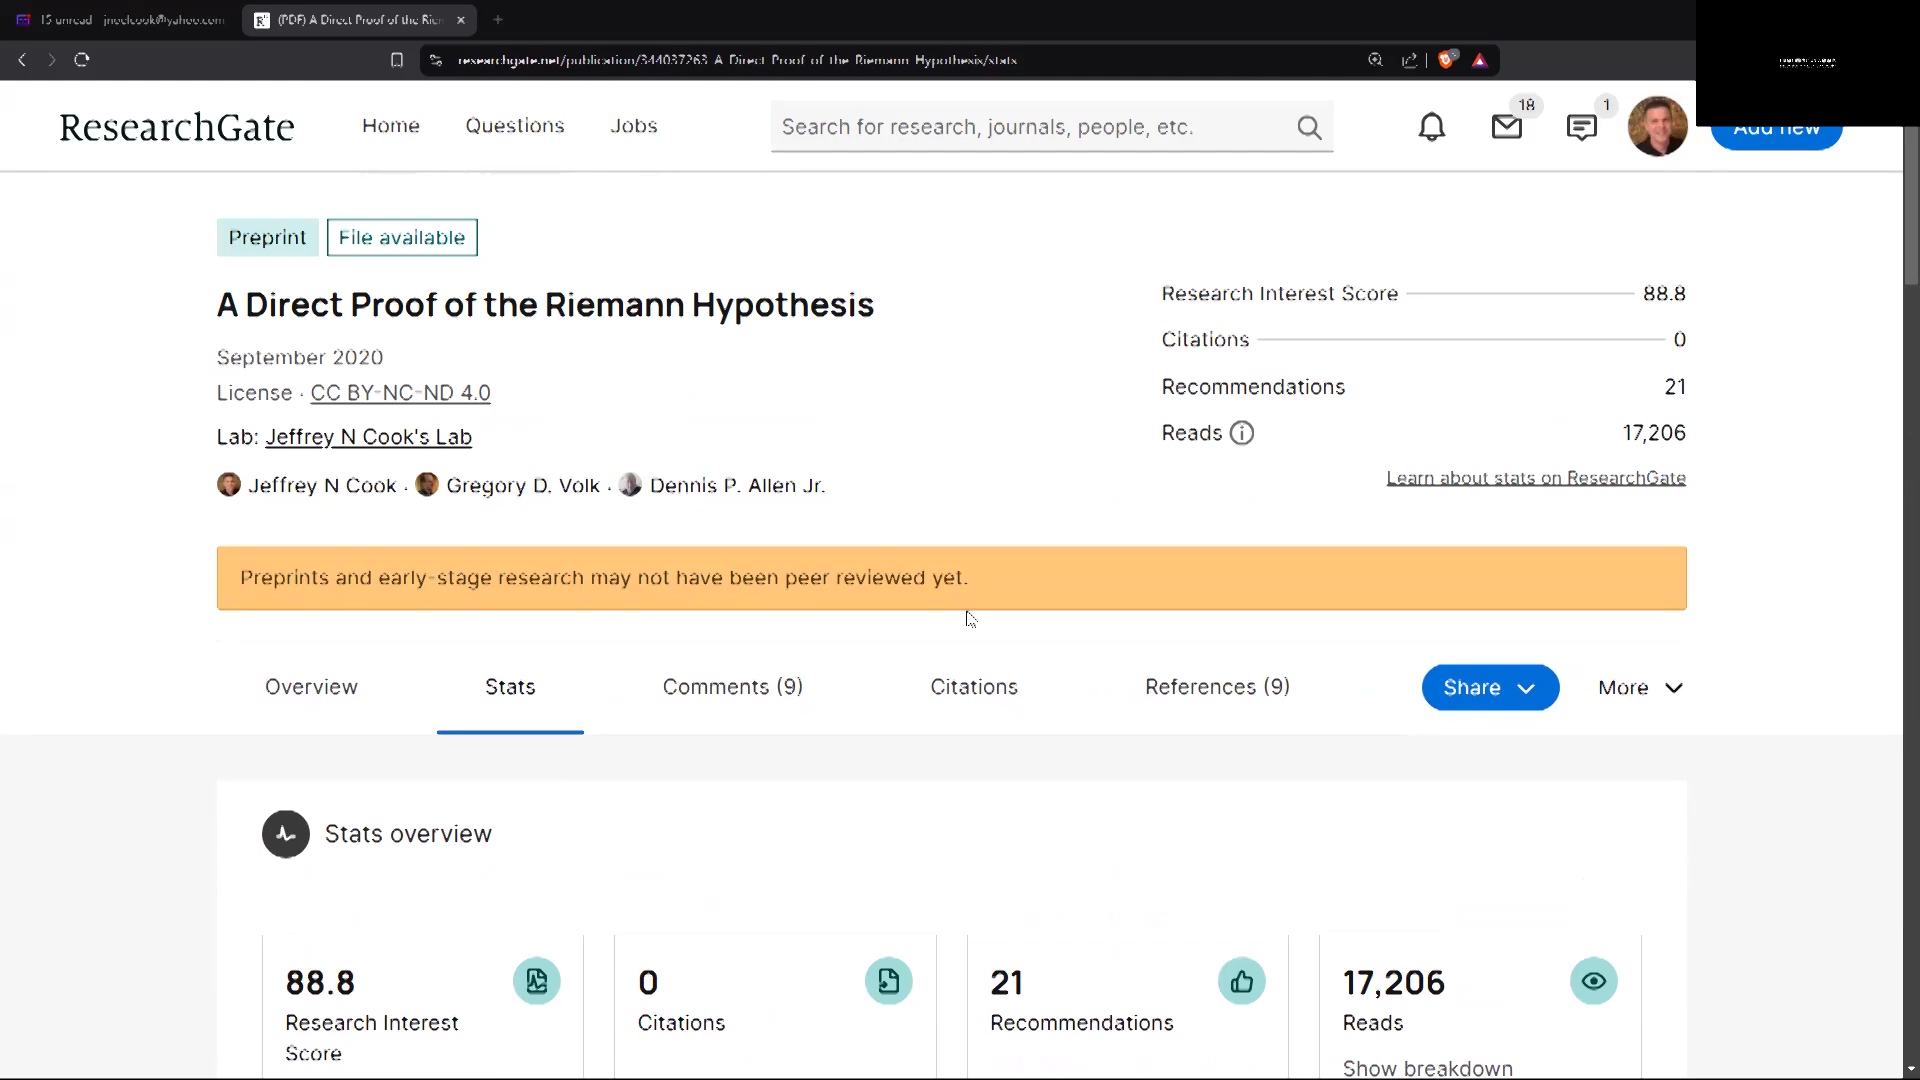 15 unread - jneelcook@yahoo.com
(PDF) A Direct Proof of the Rien
researchgate.net/publication/344037263_A_Direct_Proof_of_the_Riemann_Hypothesis/stats
ResearchGate
Home
Questions
Jobs
Search for research, journals, people, etc.
18
1
Add new
Preprint
File available
A Direct Proof of the Riemann Hypothesis
September 2020
License · CC BY-NC-ND 4.0
Lab: Jeffrey N Cook's Lab
Jeffrey N Cook · Gregory D. Volk · Dennis P. Allen Jr.
Research Interest Score 88.8
Citations 0
Recommendations 21
Reads 17,206
Learn about stats on ResearchGate
Preprints and early-stage research may not have been peer reviewed yet.
Overview
Stats
Comments (9)
Citations
References (9)
Share
More
Stats overview
88.8
Research Interest
Score
0
Citations
21
Recommendations
17,206
Reads
Show breakdown